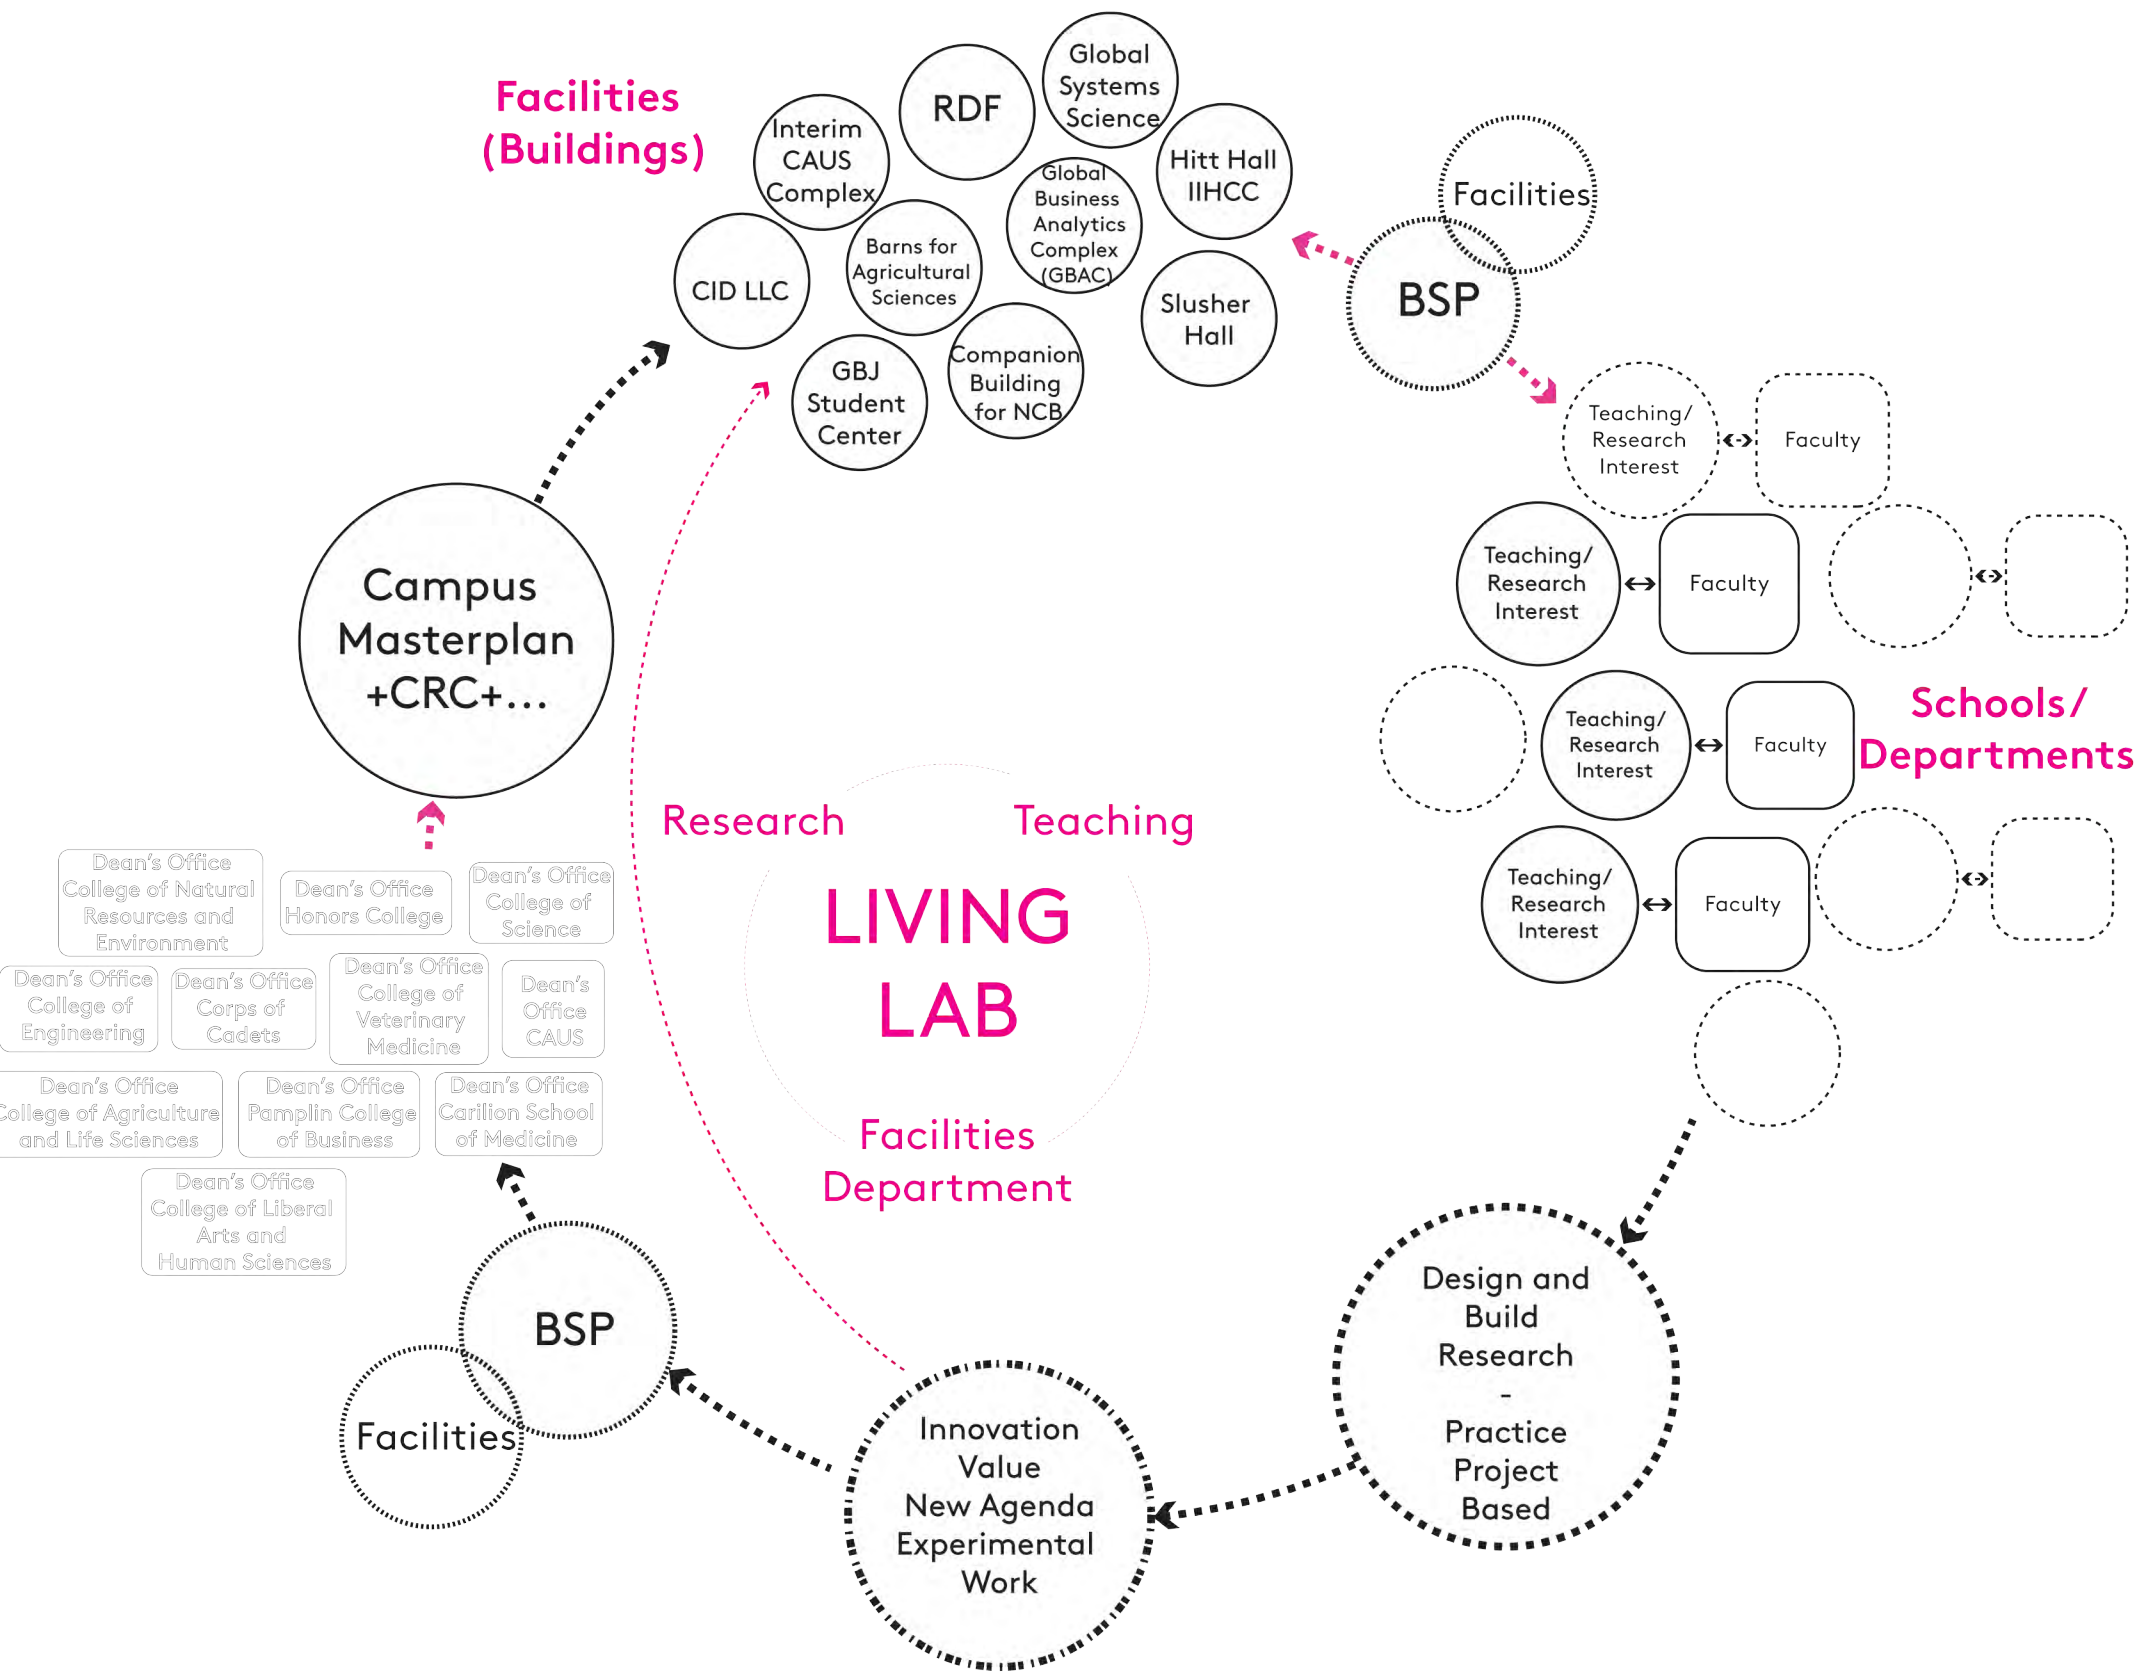 Facilities
(Buildings)
Interim
CAUS
Complex
RDF
Global
Systems
Science
Hitt Hall
IIHCC
Global
Business
Analytics
Complex
(GBAC)
Barns for
Agricultural
Sciences
CID LLC
Slusher
Hall
GBJ
Student
Center
Companion
Building
for NCB
Facilities
BSP
Teaching/
Research
Interest
Faculty
Teaching/
Research
Interest
Faculty
Teaching/
Research
Interest
Faculty
Schools/
Departments
Teaching/
Research
Interest
Faculty
Campus
Masterplan
+CRC+...
Research
Teaching
LIVING
LAB
Facilities
Department
Dean's Office
College of Natural
Resources and
Environment
Dean's Office
Honors College
Dean's Office
College of
Science
Dean's Office
College of
Engineering
Dean's Office
Corps of
Cadets
Dean's Office
College of
Veterinary
Medicine
Dean's
Office
CAUS
Dean's Office
College of Agriculture
and Life Sciences
Dean's Office
Pamplin College
of Business
Dean's Office
Carilion School
of Medicine
Dean's Office
College of Liberal
Arts and
Human Sciences
BSP
Facilities
Innovation
Value
New Agenda
Experimental
Work
Design and
Build
Research
-
Practice
Project
Based